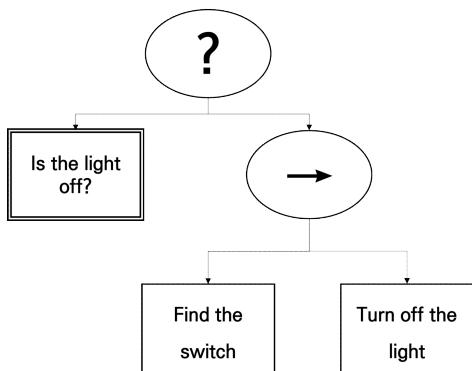 ?
Is the light
off?
→
Find the
switch
Turn off the
light